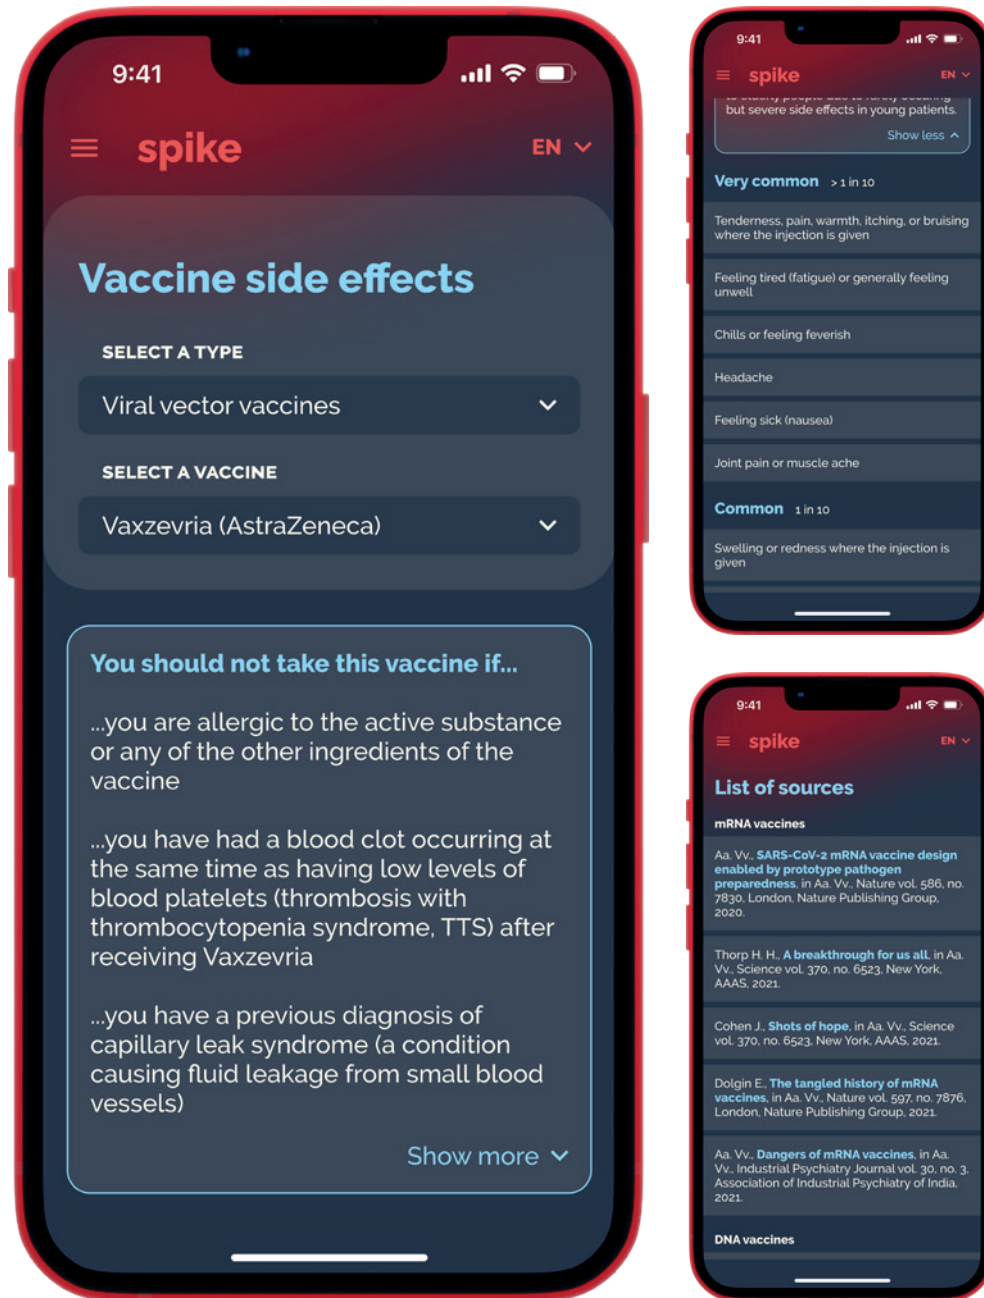 9:41
spike
EN
Vaccine side effects
SELECT A TYPE
Viral vector vaccines
SELECT A VACCINE
Vaxzevria (AstraZeneca)
You should not take this vaccine if...
...you are allergic to the active substance
or any of the other ingredients of the
vaccine
...you have had a blood clot occurring at
the same time as having low levels of
blood platelets (thrombosis with
thrombocytopenia syndrome, TTS) after
receiving Vaxzevria
...you have a previous diagnosis of
capillary leak syndrome (a condition
causing fluid leakage from small blood
vessels)
Show more
9:41
spike
EN
to elderly people due to rarely occuring
but severe side effects in young patients.
Show less
Very common > 1 in 10
Tenderness, pain, warmth, itching, or bruising
where the injection is given
Feeling tired (fatigue) or generally feeling
unwell
Chills or feeling feverish
Headache
Feeling sick (nausea)
Joint pain or muscle ache
Common 1 in 10
Swelling or redness where the injection is
given
9:41
spike
EN
List of sources
mRNA vaccines
Aa. Vv., SARS-CoV-2 mRNA vaccine design
enabled by prototype pathogen
preparedness, in Aa. Vv., Nature vol. 586, no.
7830, London, Nature Publishing Group,
2020.
Thorp H. H., A breakthrough for us all, in Aa.
Vv., Science vol. 370, no. 6523, New York,
AAAS, 2021.
Cohen J., Shots of hope, in Aa. Vv., Science
vol. 370, no. 6523, New York, AAAS, 2021.
Dolgin E., The tangled history of mRNA
vaccines, in Aa. Vv., Nature vol. 597, no. 7876,
London, Nature Publishing Group, 2021.
Aa. Vv., Dangers of mRNA vaccines, in Aa.
Vv., Industrial Psychiatry Journal vol. 30, no. 3,
Association of Industrial Psychiatry of India,
2021.
DNA vaccines